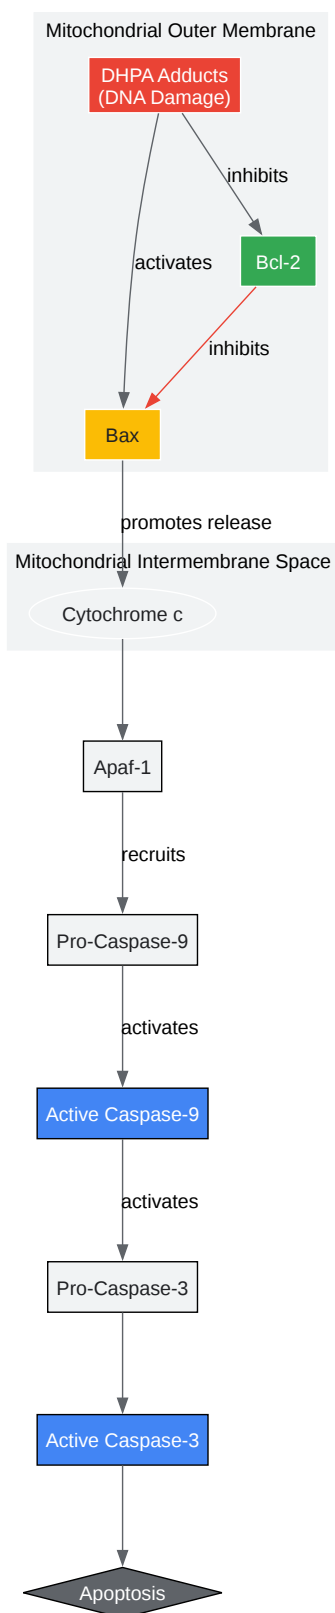 Mitochondrial Outer Membrane
DHPA Adducts
(DNA Damage)
inhibits
activates
Bcl-2
inhibits
Bax
promotes release
Mitochondrial Intermembrane Space
Cytochrome c
Apaf-1
recruits
Pro-Caspase-9
activates
Active Caspase-9
activates
Pro-Caspase-3
Active Caspase-3
Apoptosis